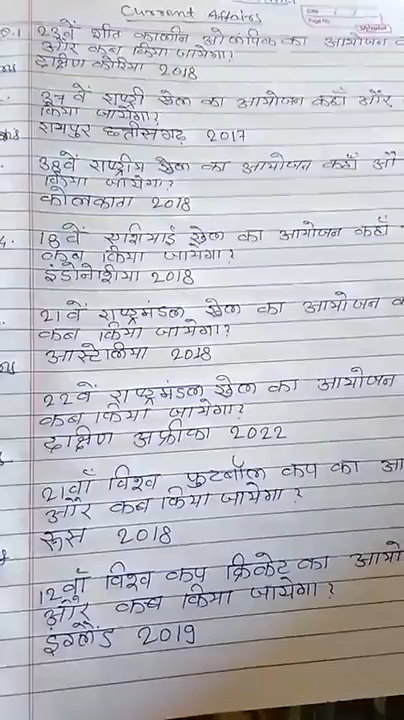 Current Affairs
23वें शीत कालीन ओलंपिक का आयोजन
और कब किया जायेगा?
दक्षिण कोरिया 2018
37 वें राष्ट्री खेल का आयोजन कहाँ और
किया जायेगा?
रायपुर छत्तीसगढ़ 2017
38वें राष्ट्रीय खेल का आयोजन कहाँ औ
किया जायेगा?
कोलकाता 2018
18वें एशियाई खेल का आयोजन कहाँ
कब किया जायेगा?
इंडोनेशिया 2018
21वें राष्ट्रमंडल खेल का आयोजन क
कब किया जायेगा?
आस्टेलीया 2018
22वें राष्ट्रमंडल खेल का आयोजन
कब किया जायेगा?
दक्षिण अफ्रीका 2022
21वाँ विश्व फुटबॉल कप का आ
और कब किया जायेगा?
रूस 2018
12वाँ विश्व कप क्रिकेट का आयो
और कब किया जायेगा?
इंग्लैंड 2019